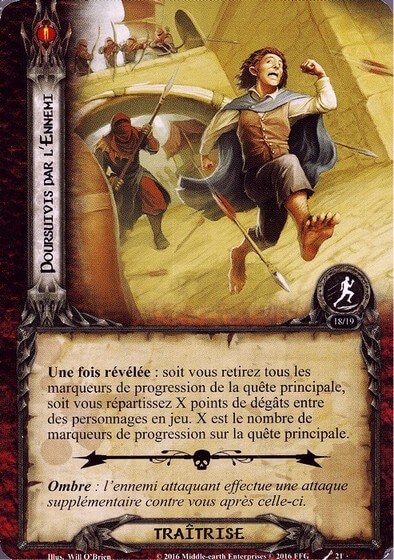 Poursuivis par l'Ennemi
18/19
Une fois révélée : soit vous retirez tous les
marqueurs de progression de la quête principale,
soit vous répartissez X points de dégâts entre
des personnages en jeu. X est le nombre de
marqueurs de progression sur la quête principale.
Ombre : l'ennemi attaquant effectue une attaque
supplémentaire contre vous après celle-ci.
TRAÎTRISE
Illus. Will O'Brien © 2016 Middle-earth Enterprises © 2016 FFG 21